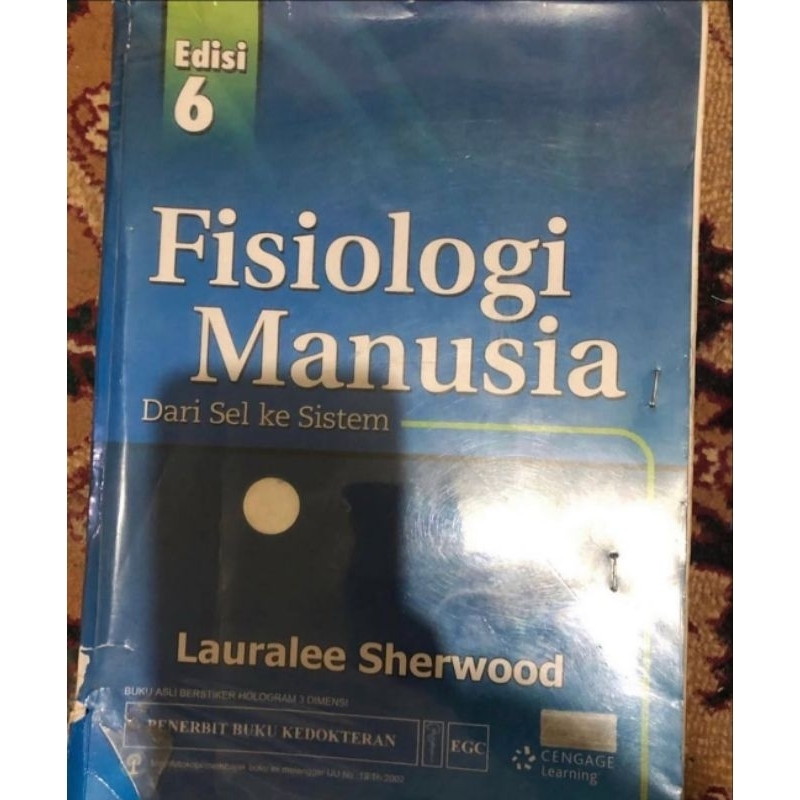 Edisi
6
Fisiologi
Manusia
Dari Sel ke Sistem
Lauralee Sherwood
BUKU ASLI BERSTIKER HOLOGRAM 3 DIMENSI
PENERBIT BUKU KEDOKTERAN
EGC
CENGAGE
Learning